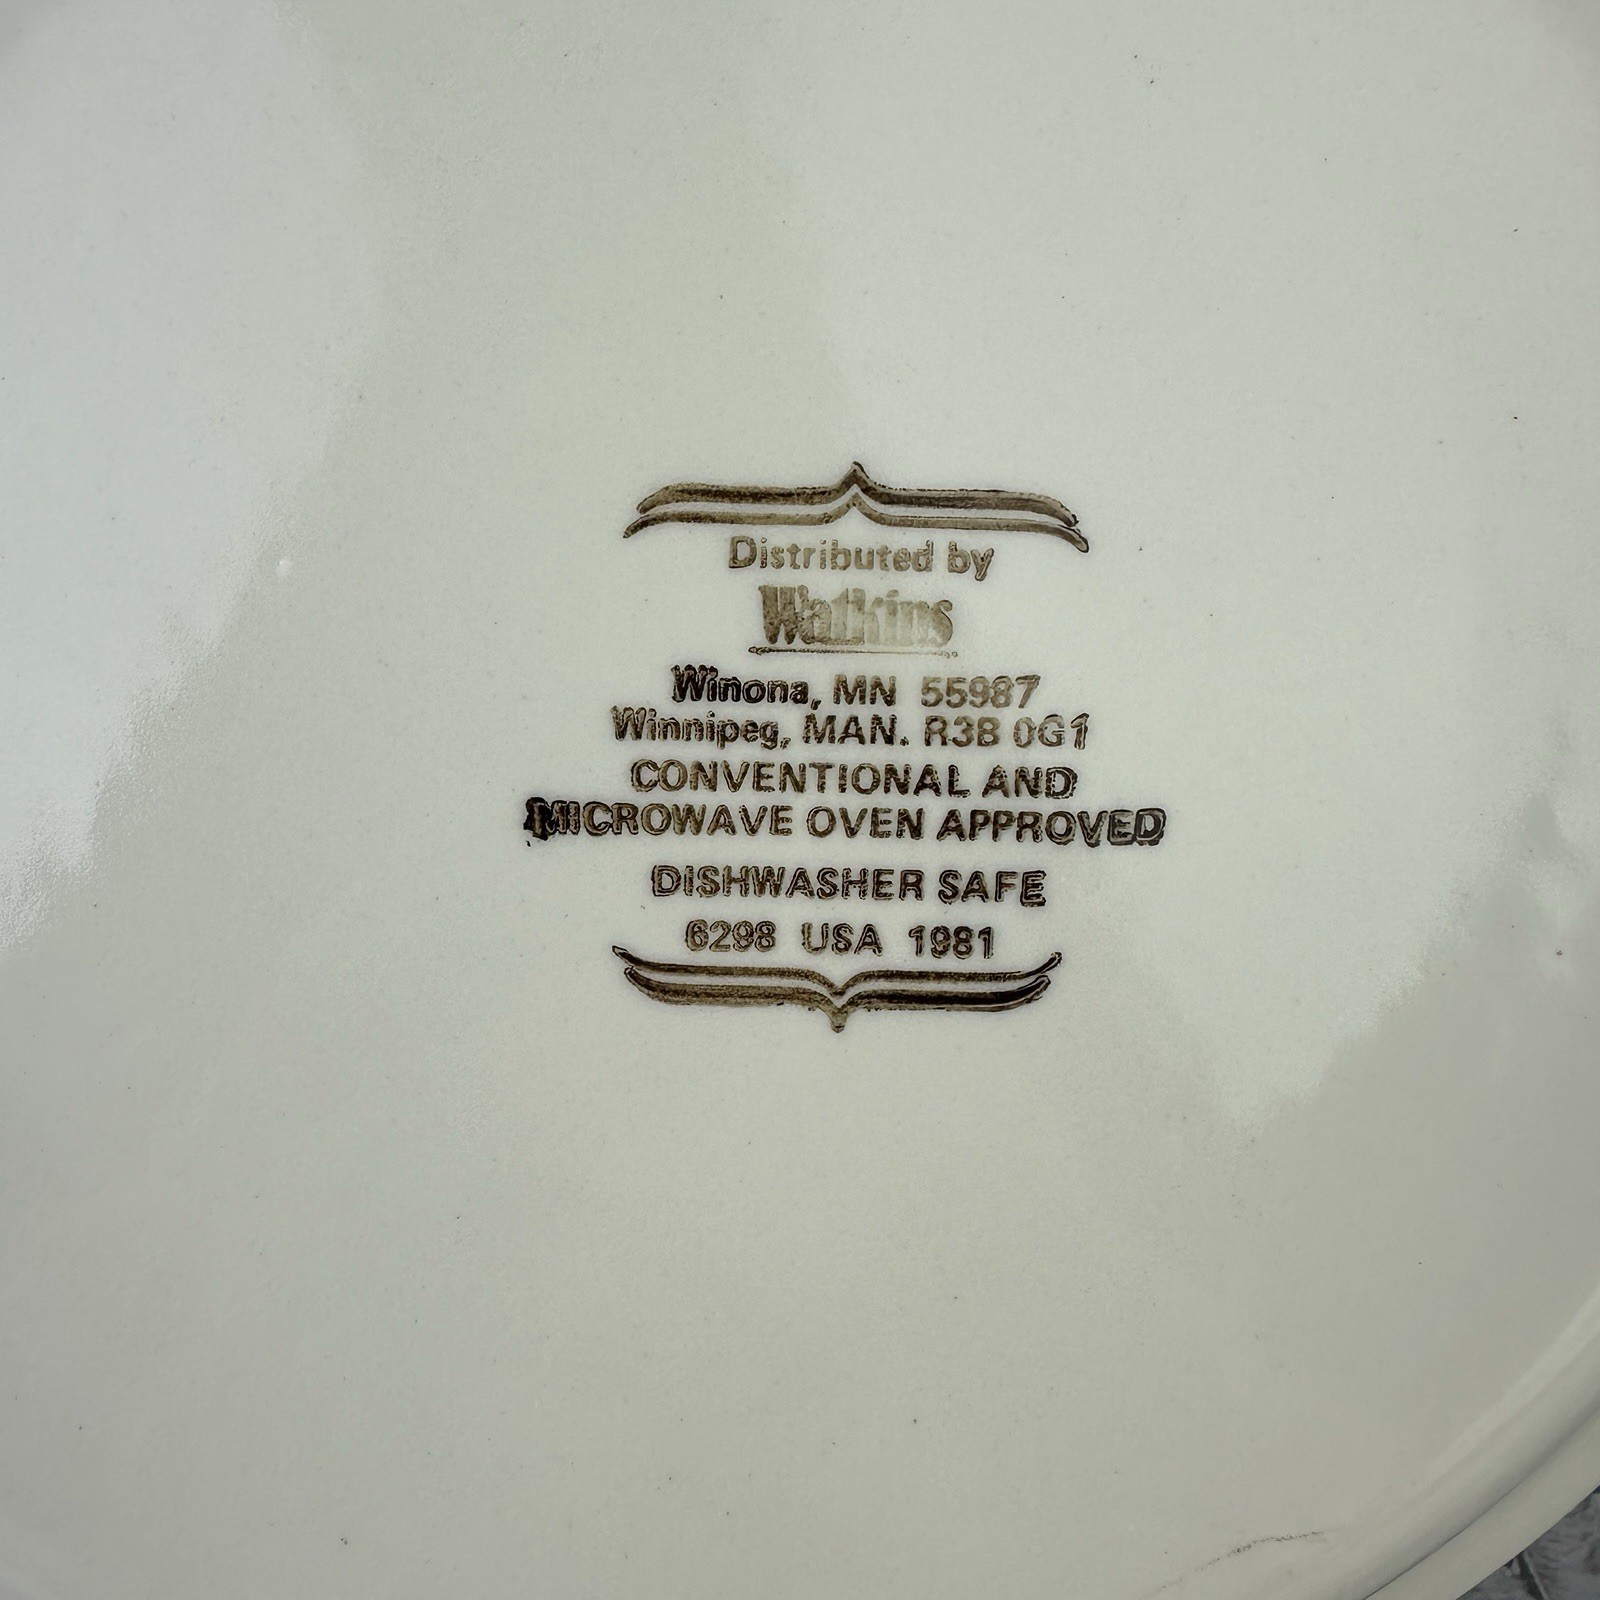 Distributed by
Watkins
Winona, MN 55987
Winnipeg, MAN. R3B 0G1
CONVENTIONAL AND
MICROWAVE OVEN APPROVED
DISHWASHER SAFE
6298 USA 1981